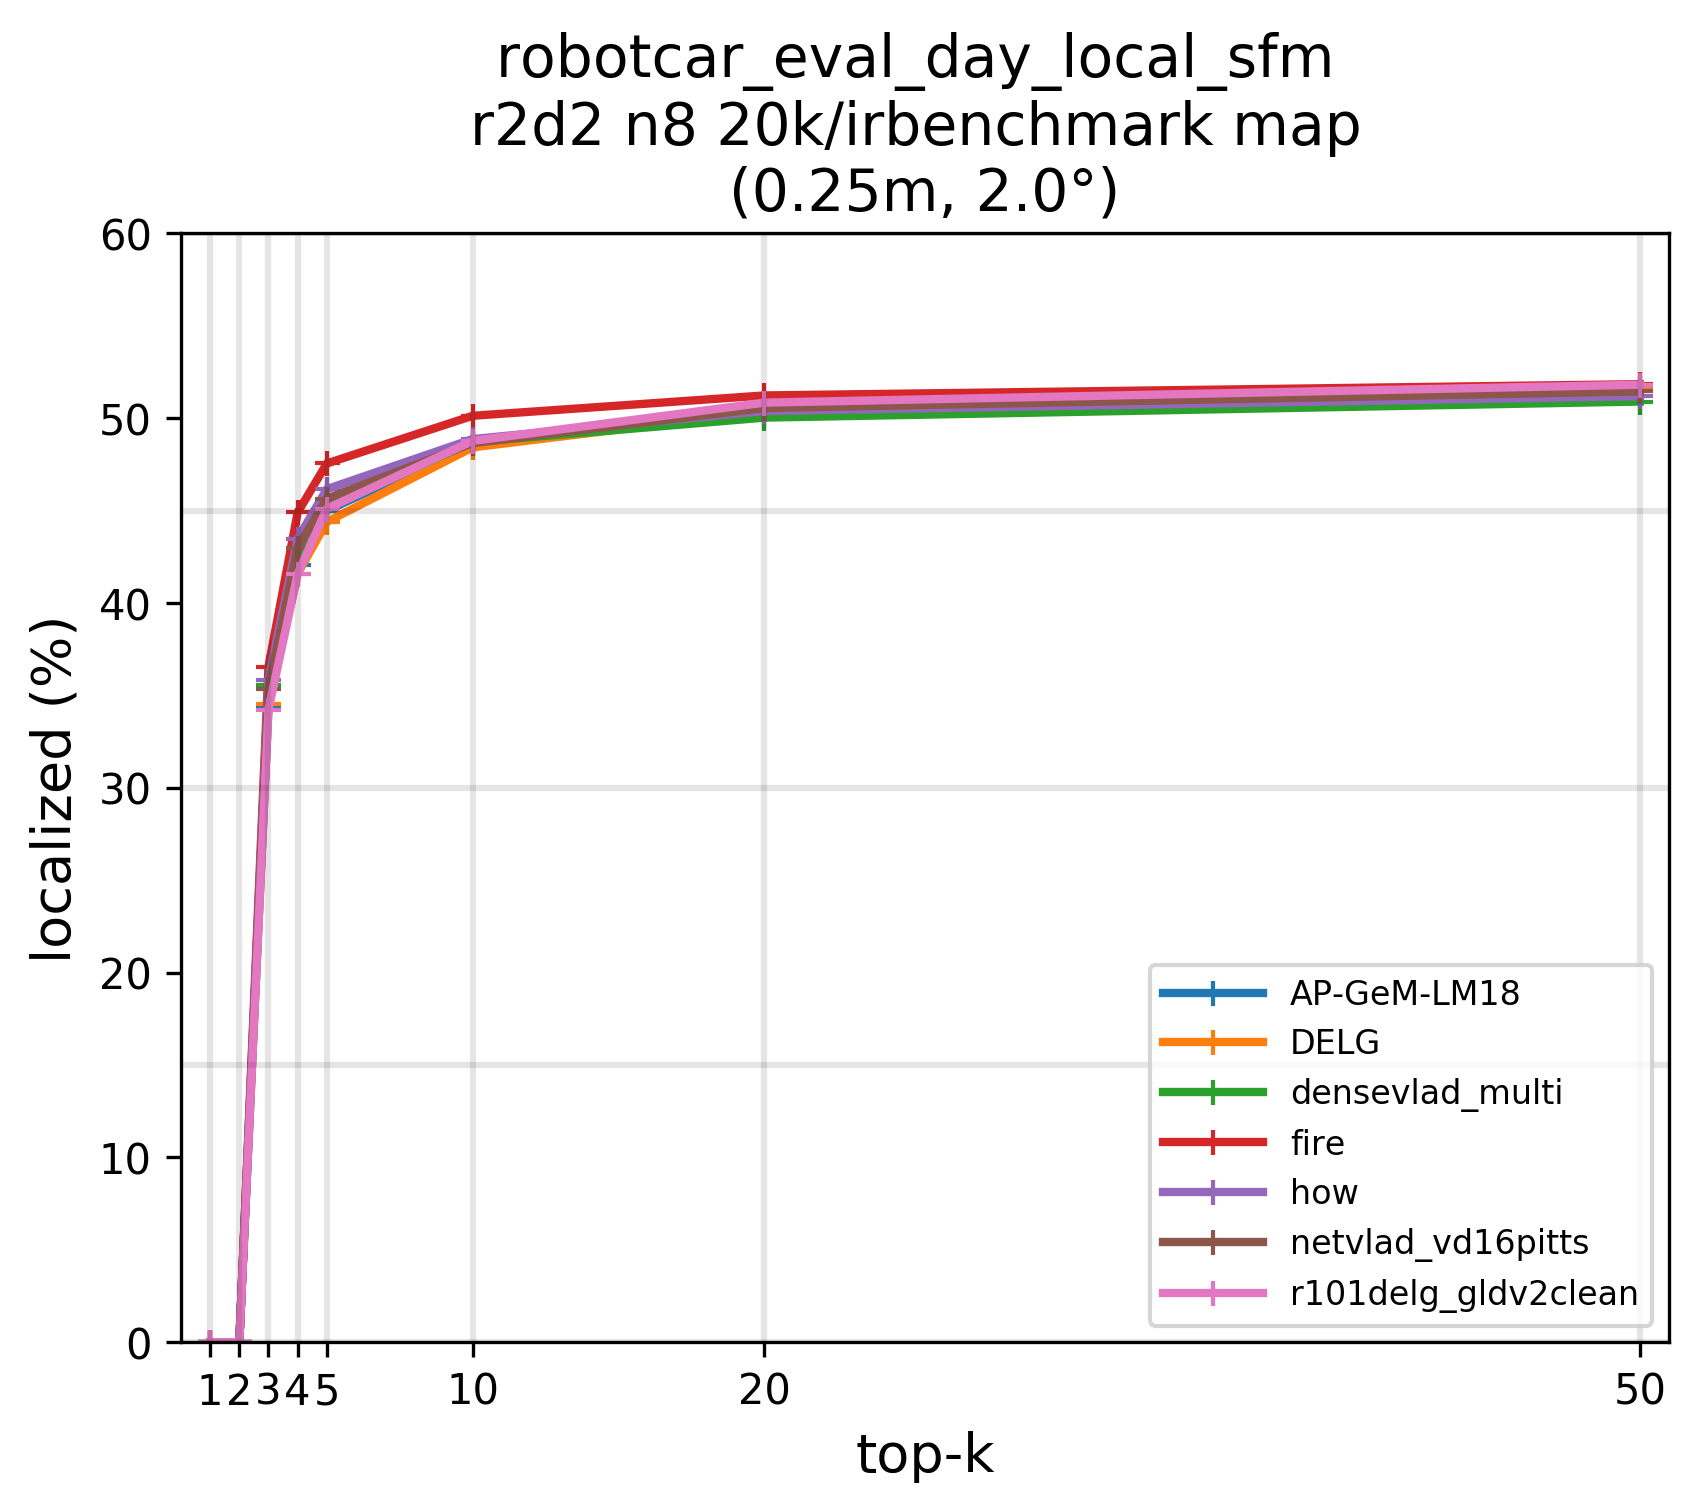 robotcar_eval_day_local_sfm
r2d2 n8 20k/irbenchmark map
(0.25m, 2.0°)
60
50
40
30
20
10
0
localized (%)
1 2 3 4 5 10 20 50
top-k
AP-GeM-LM18
DELG
densevlad_multi
fire
how
netvlad_vd16pitts
r101delg_gldv2clean